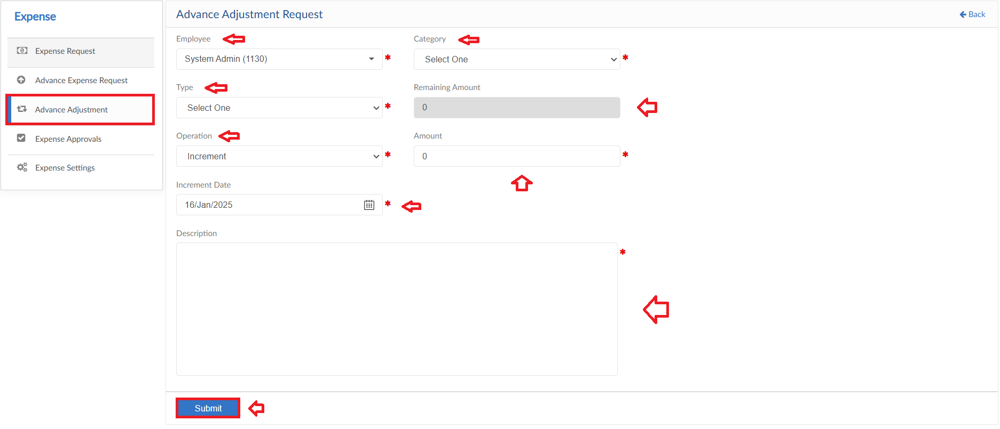 Expense
Expense Request
Advance Expense Request
Advance Adjustment
Expense Approvals
Expense Settings
Advance Adjustment Request
Back
Employee
System Admin (1130) *
Category
Select One *
Type
Select One *
Remaining Amount
0
Operation
Increment *
Amount
0 *
Increment Date
16/Jan/2025 *
Description
*
Submit